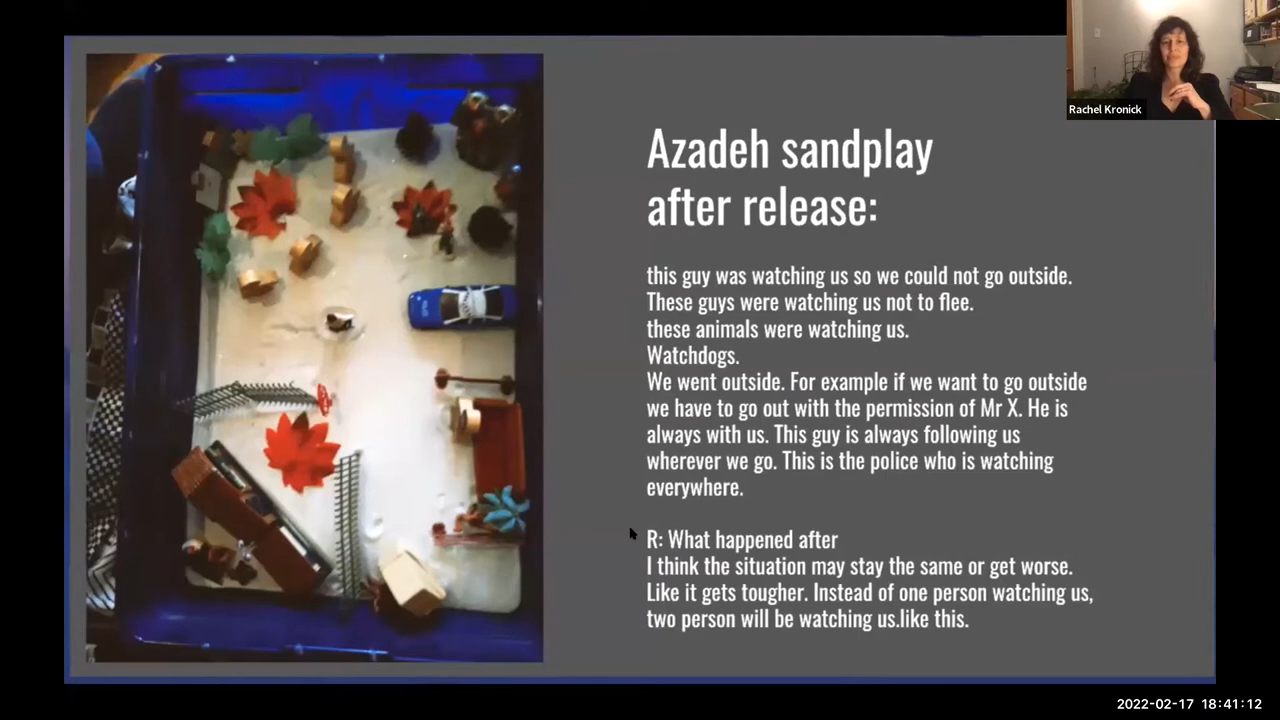 Rachel Kronick
Azadeh sandplay
after release:
this guy was watching us so we could not go outside.
These guys were watching us not to flee.
these animals were watching us.
Watchdogs.
We went outside. For example if we want to go outside
we have to go out with the permission of Mr X. He is
always with us. This guy is always following us
wherever we go. This is the police who is watching
everywhere.
R: What happened after
I think the situation may stay the same or get worse.
Like it gets tougher. Instead of one person watching us,
two person will be watching us.like this.
2022-02-17 18:41:12